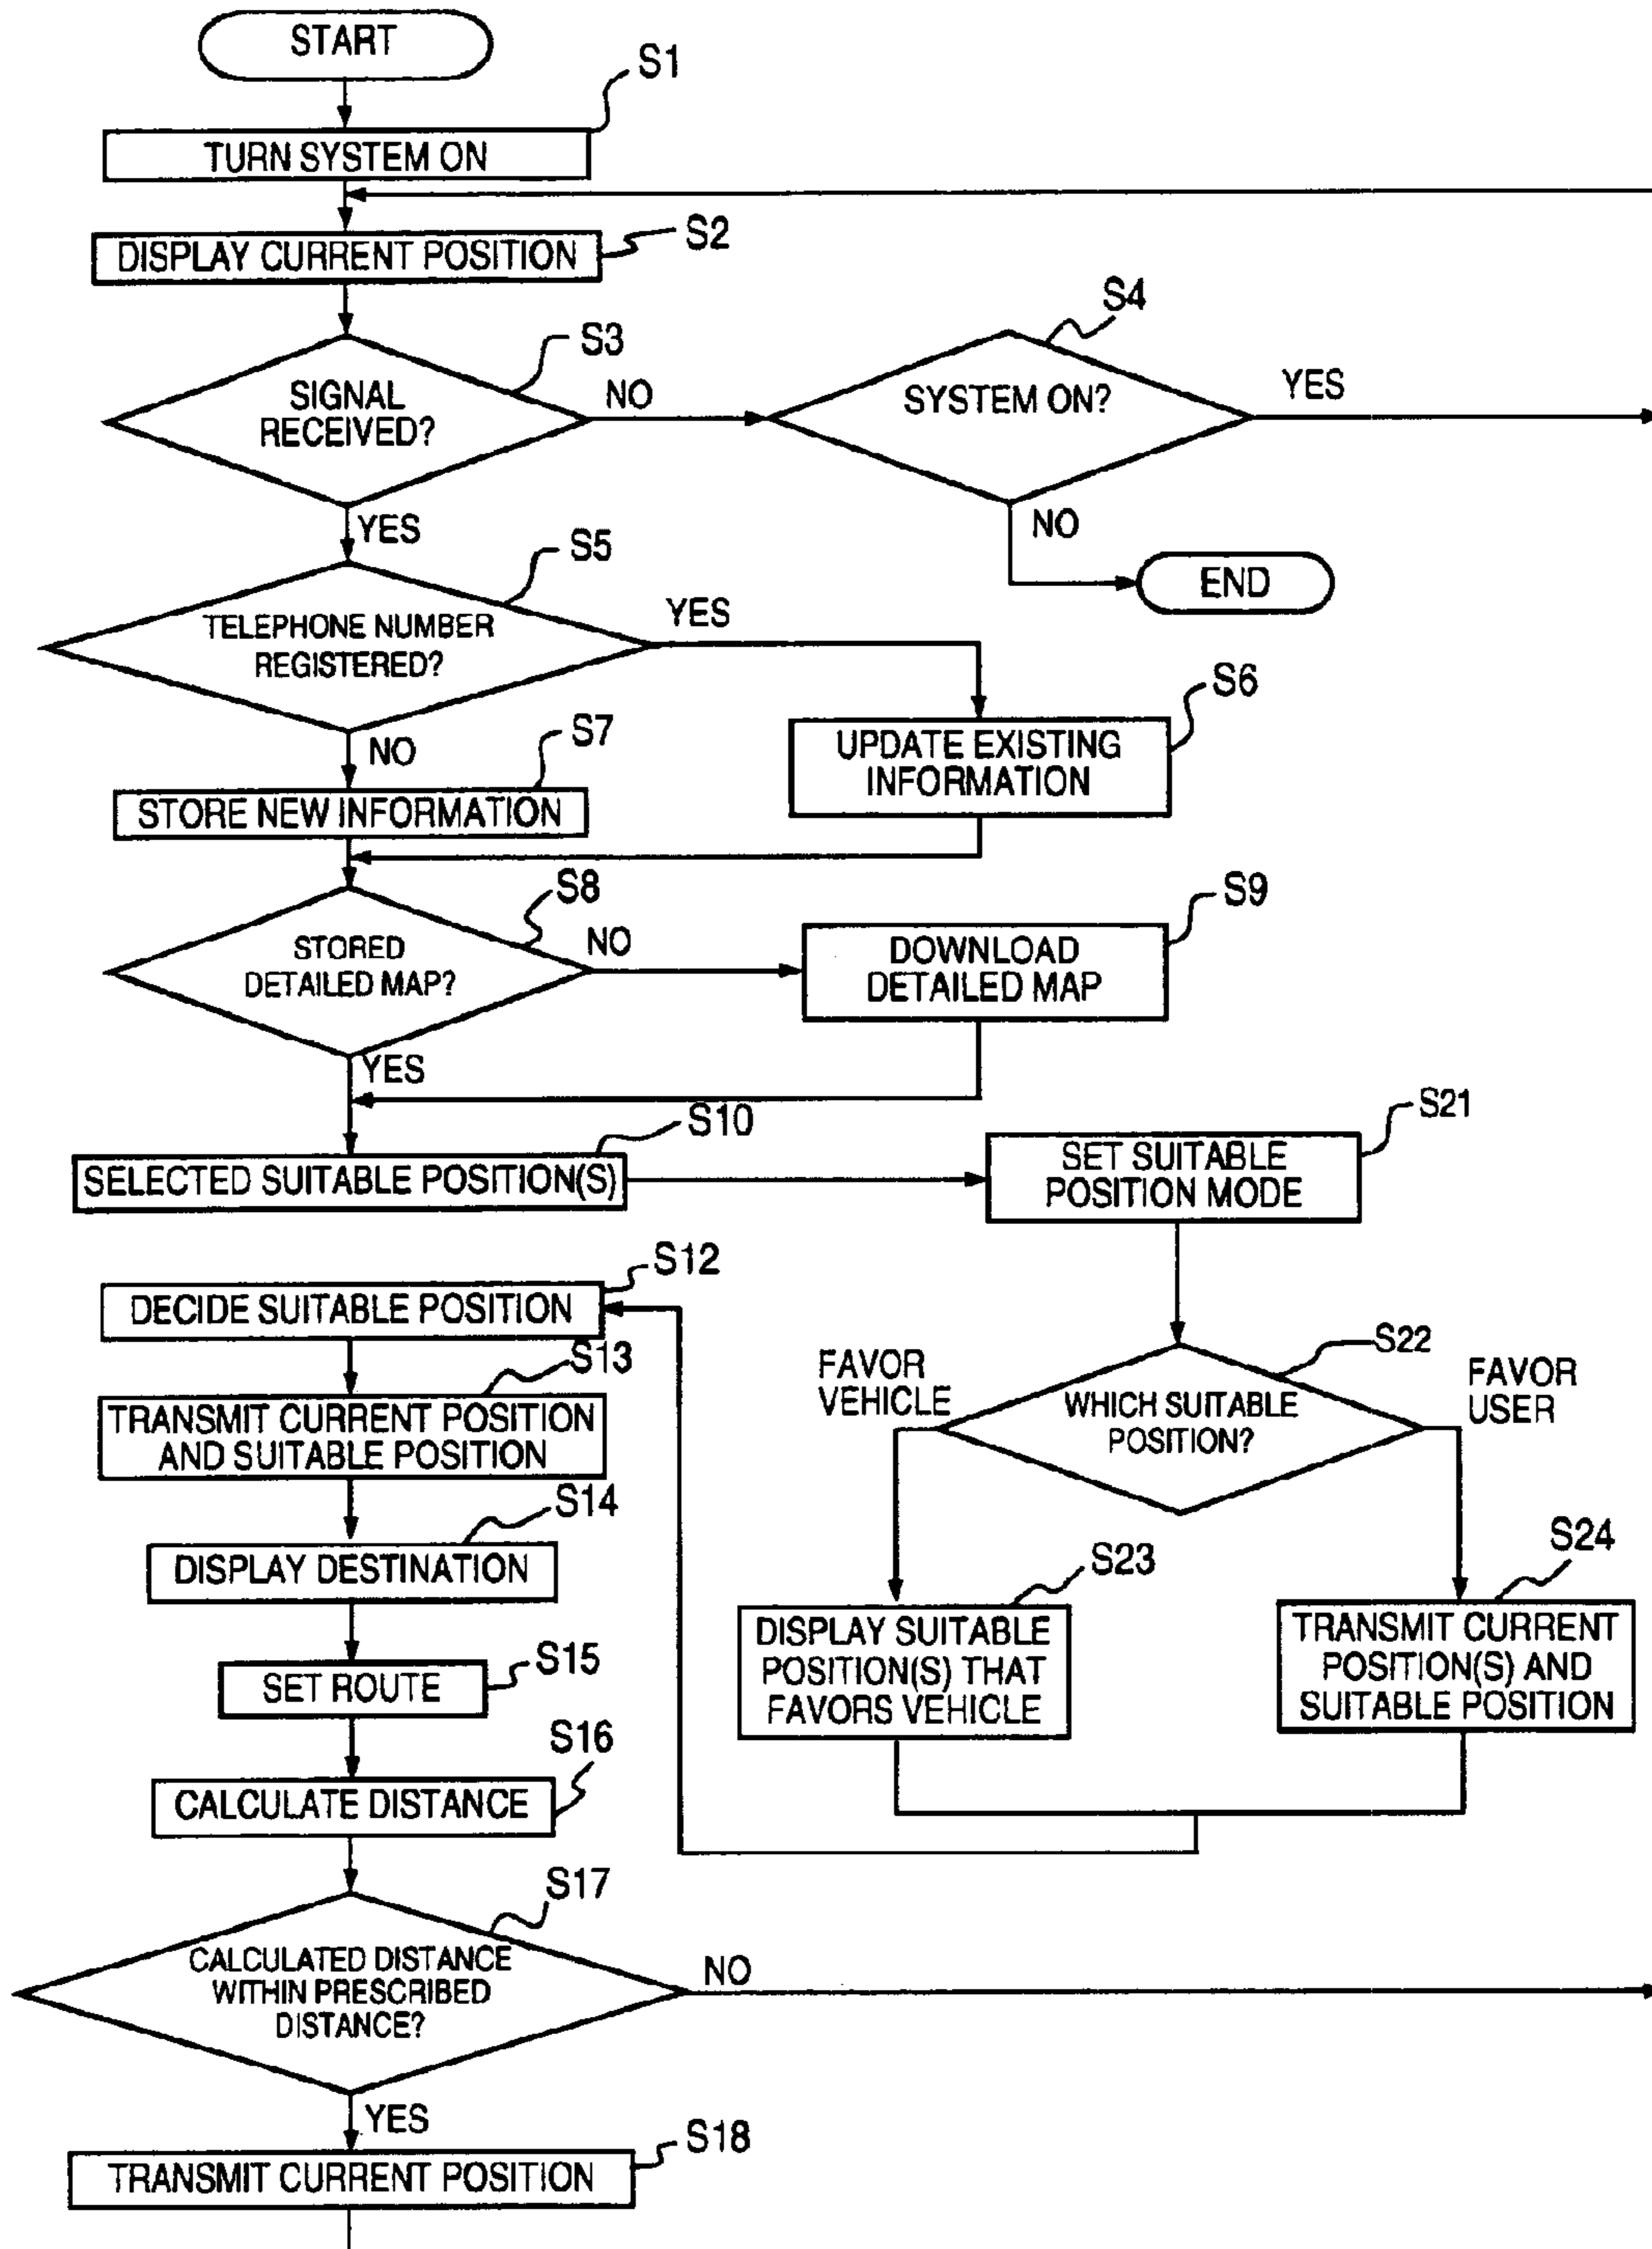 START
S1
TURN SYSTEM ON
S2
DISPLAY CURRENT POSITION
S3
SIGNAL
RECEIVED?
NO
S4
SYSTEM ON?
YES
NO
END
YES
S5
TELEPHONE NUMBER
REGISTERED?
YES
S6
UPDATE EXISTING
INFORMATION
NO
S7
STORE NEW INFORMATION
S8
STORED
DETAILED MAP?
NO
S9
DOWNLOAD
DETAILED MAP
YES
S10
SELECTED SUITABLE POSITION(S)
S21
SET SUITABLE
POSITION MODE
S22
WHICH SUITABLE
POSITION?
FAVOR
VEHICLE
FAVOR
USER
S23
DISPLAY SUITABLE
POSITION(S) THAT
FAVORS VEHICLE
S24
TRANSMIT CURRENT
POSITION(S) AND
SUITABLE POSITION
S12
DECIDE SUITABLE POSITION
S13
TRANSMIT CURRENT POSITION
AND SUITABLE POSITION
S14
DISPLAY DESTINATION
S15
SET ROUTE
S16
CALCULATE DISTANCE
S17
CALCULATED DISTANCE
WITHIN PRESCRIBED
DISTANCE?
NO
YES
S18
TRANSMIT CURRENT POSITION